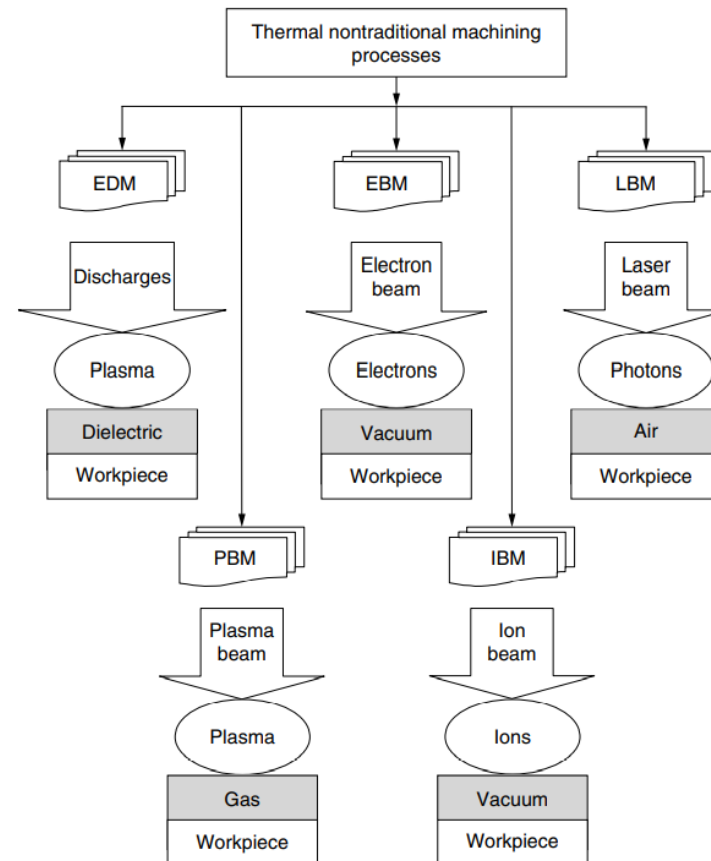 Thermal nontraditional machining
processes
EDM
EBM
LBM
Discharges
Electron
beam
Laser
beam
Plasma
Electrons
Photons
Dielectric
Vacuum
Air
Workpiece
Workpiece
Workpiece
PBM
IBM
Plasma
beam
Ion
beam
Plasma
Ions
Gas
Vacuum
Workpiece
Workpiece